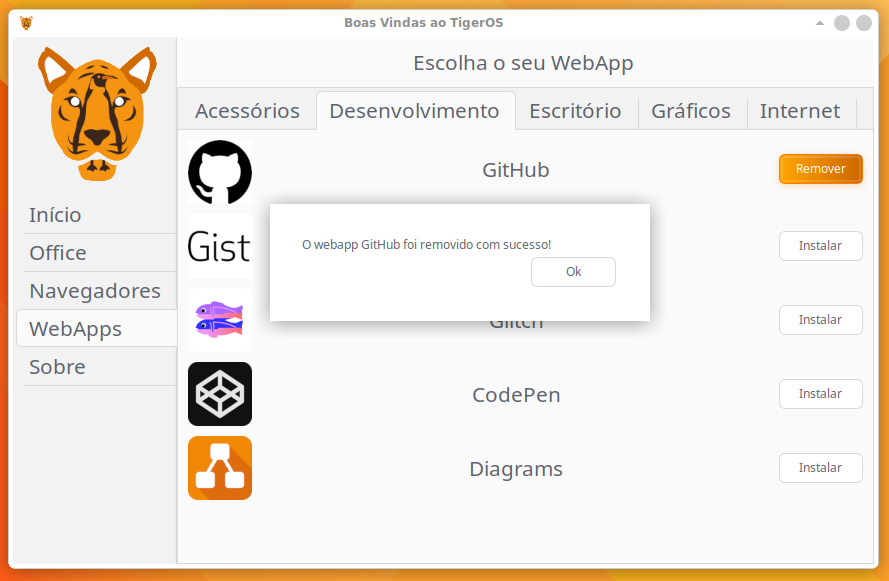 Boas Vindas ao TigerOS
Escolha o seu WebApp
Acessórios
Desenvolvimento
Escritório
Gráficos
Internet
Início
Office
Navegadores
WebApps
Sobre
GitHub
Remover
Gist
Instalar
O webapp GitHub foi removido com sucesso!
Ok
Glitch
Instalar
CodePen
Instalar
Diagrams
Instalar